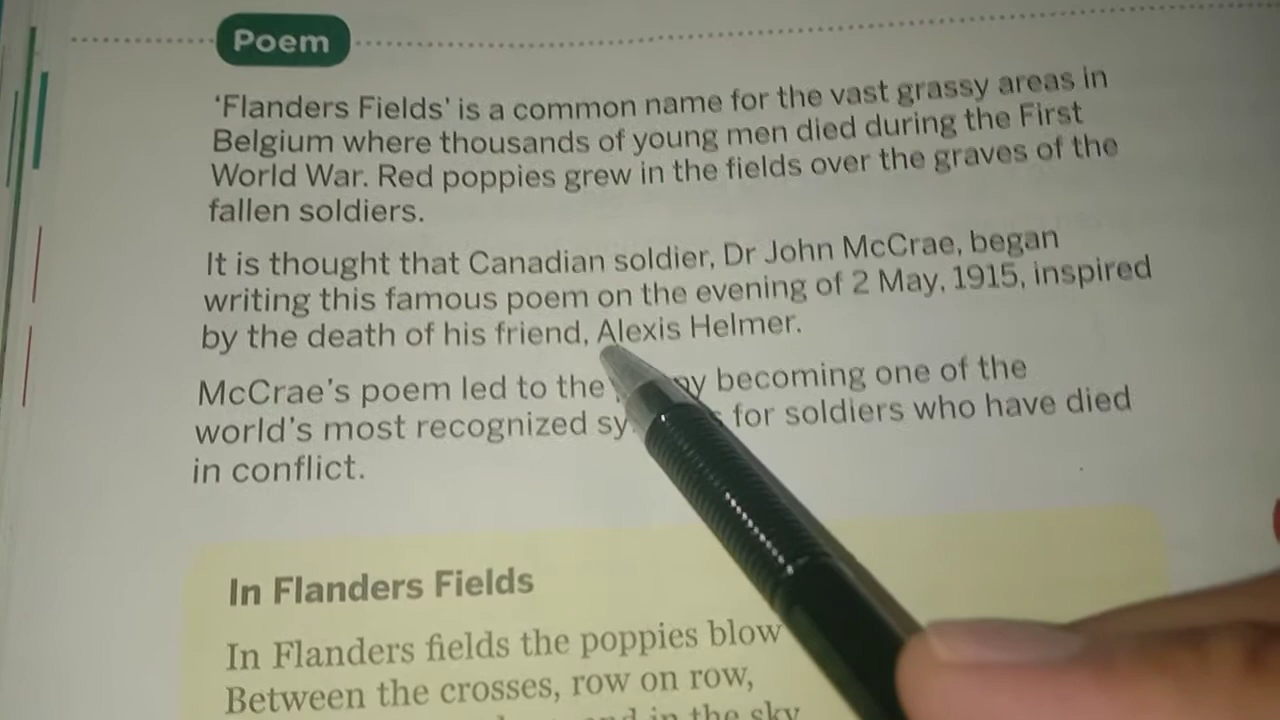 Poem
‘Flanders Fields’ is a common name for the vast grassy areas in
Belgium where thousands of young men died during the First
World War. Red poppies grew in the fields over the graves of the
fallen soldiers.
It is thought that Canadian soldier, Dr John McCrae, began
writing this famous poem on the evening of 2 May, 1915, inspired
by the death of his friend, Alexis Helmer.
McCrae’s poem led to the becoming one of the
world’s most recognized for soldiers who have died
in conflict.
In Flanders Fields
In Flanders fields the poppies blow
Between the crosses, row on row,
in the sky